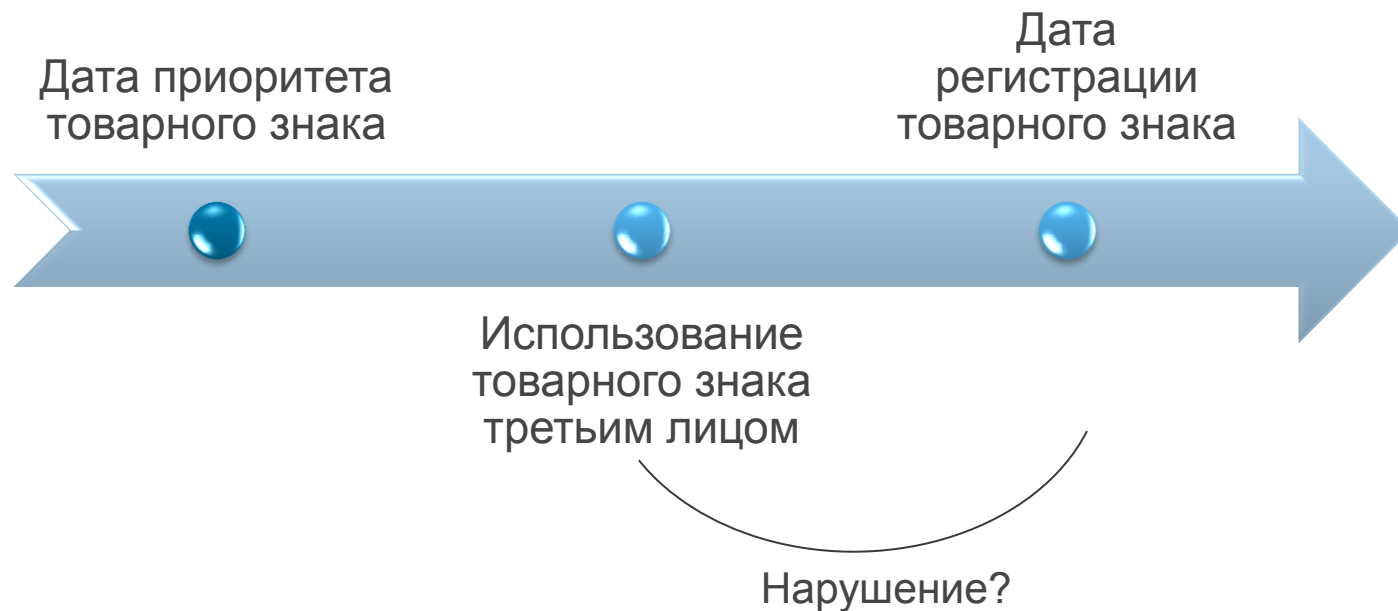 Дата приоритета
товарного знака
Дата
регистрации
товарного знака
Использование
товарного знака
третьим лицом
Нарушение?